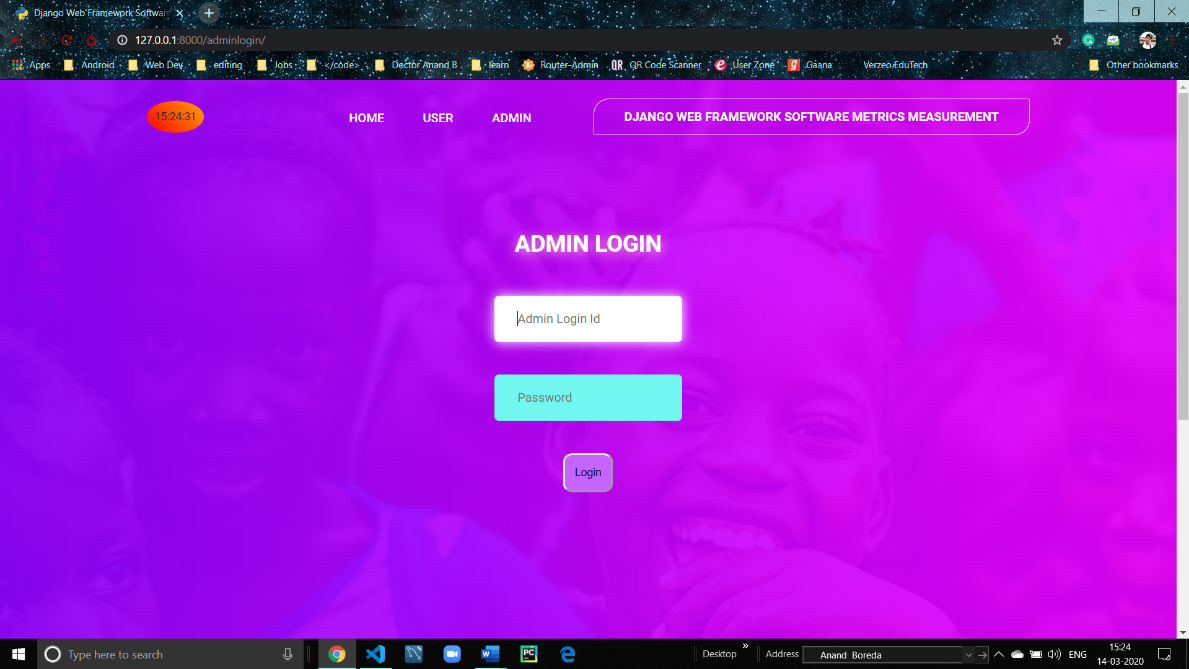 Django Web Framewprk Softwar
127.0.0.1:8000/adminlogin/
Apps Android Web Dev editing Jobs </code> Doctor Anand B... learn Router-Admin QR QR Code Scanner User Zone Gaana Verzeo EduTech Other bookmarks
15:24:31 HOME USER ADMIN DJANGO WEB FRAMEWORK SOFTWARE METRICS MEASUREMENT
ADMIN LOGIN
Admin Login Id
Password
Login
Type here to search Desktop Address Anand Boreda ENG 15:24
14-03-2020